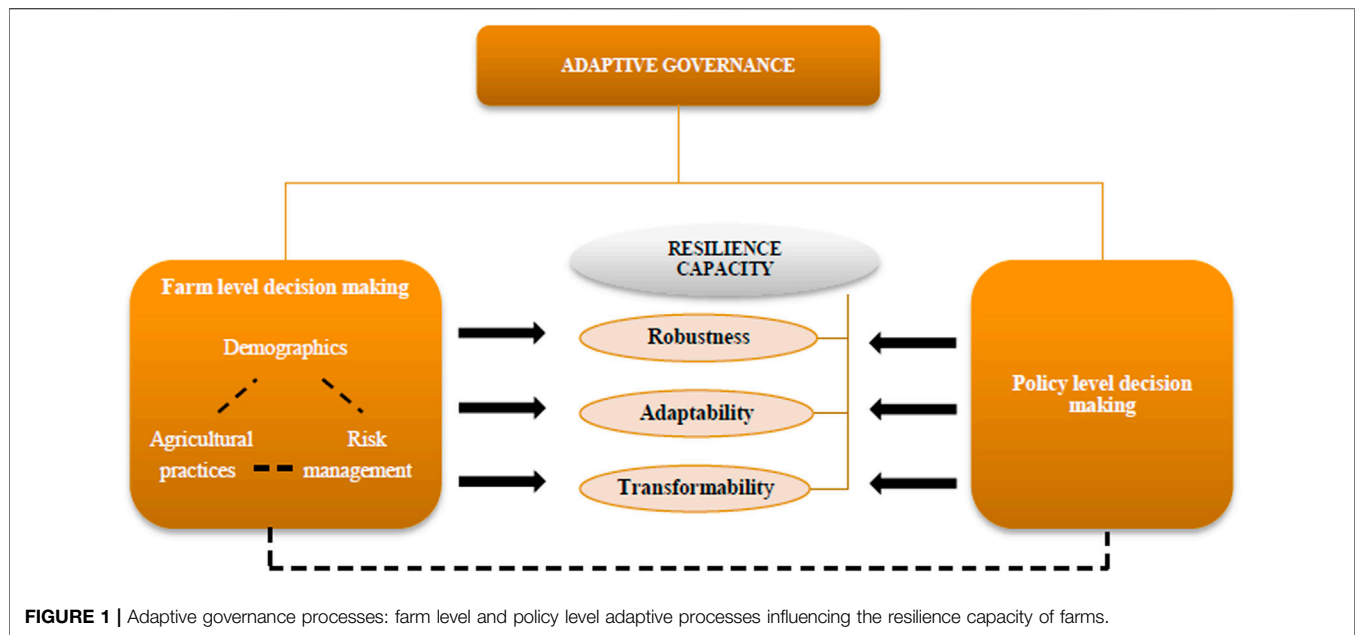 ADAPTIVE GOVERNANCE
RESILIENCE
CAPACITY
Farm level decision making
Demographics
Agricultural
practices
Risk
management
Robustness
Adaptability
Transformability
Policy level decision
making
FIGURE 1 | Adaptive governance processes: farm level and policy level adaptive processes influencing the resilience capacity of farms.